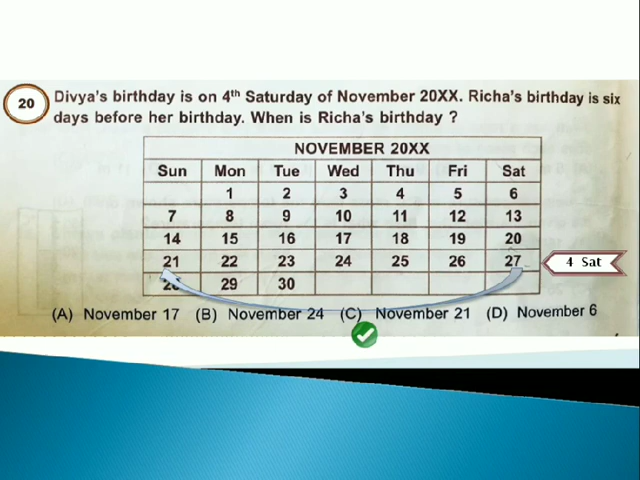 20 Divya's birthday is on 4th Saturday of November 20XX. Richa's birthday is six
days before her birthday. When is Richa's birthday ?
NOVEMBER 20XX
Sun Mon Tue Wed Thu Fri Sat
1 2 3 4 5 6
7 8 9 10 11 12 13
14 15 16 17 18 19 20
21 22 23 24 25 26 27 4 Sat
29 30
(A) November 17 (B) November 24 (C) November 21 (D) November 6